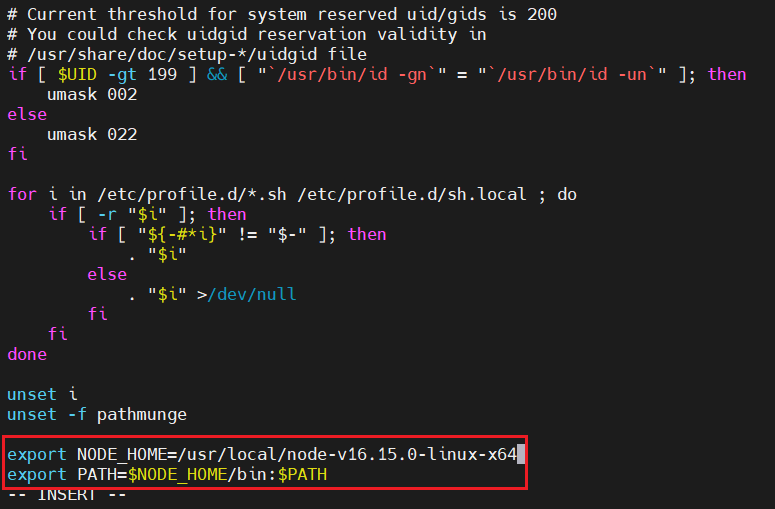 # Current threshold for system reserved uid/gids is 200
# You could check uidgid reservation validity in
# /usr/share/doc/setup-*/uidgid file
if [ $UID -gt 199 ] && [ "`/usr/bin/id -gn`" = "`/usr/bin/id -un`" ]; then
    umask 002
else
    umask 022
fi

for i in /etc/profile.d/*.sh /etc/profile.d/sh.local ; do
    if [ -r "$i" ]; then
        if [ "${-#*i}" != "$-" ]; then
            . "$i"
        else
            . "$i" >/dev/null
        fi
    fi
done

unset i
unset -f pathmunge

export NODE_HOME=/usr/local/node-v16.15.0-linux-x64
export PATH=$NODE_HOME/bin:$PATH
-- INSERT --